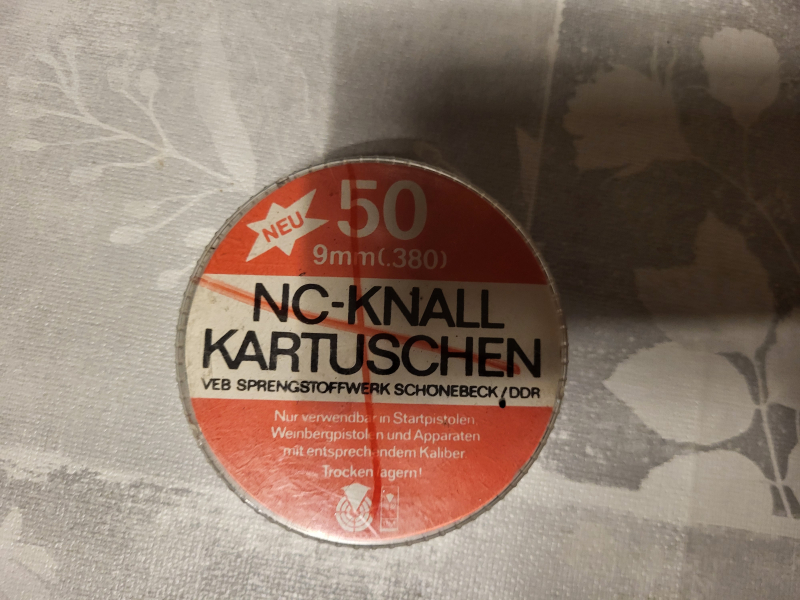 NEU
50
9mm(.380)
NC-KNALL
KARTUSCHEN
VEB SPRENGSTOFFWERK SCHÖNEBECK/DDR
Nur verwendbar in Startpistolen,
Weinbergpistolen und Apparaten
mit entsprechendem Kaliber
Trocken lagern!